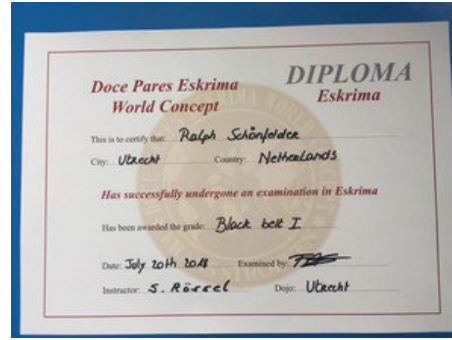 DIPLOMA
Doce Pares Eskrima Eskrima
World Concept
This is to certify that: Ralph Schönfelder
City: Utrecht Country: Netherlands
Has successfully undergone an examination in Eskrima
Has been awarded the grade: Black belt I
Date: July 20th 2018 Examined by:
Instructor: S. Rössel Dojo: Utrecht